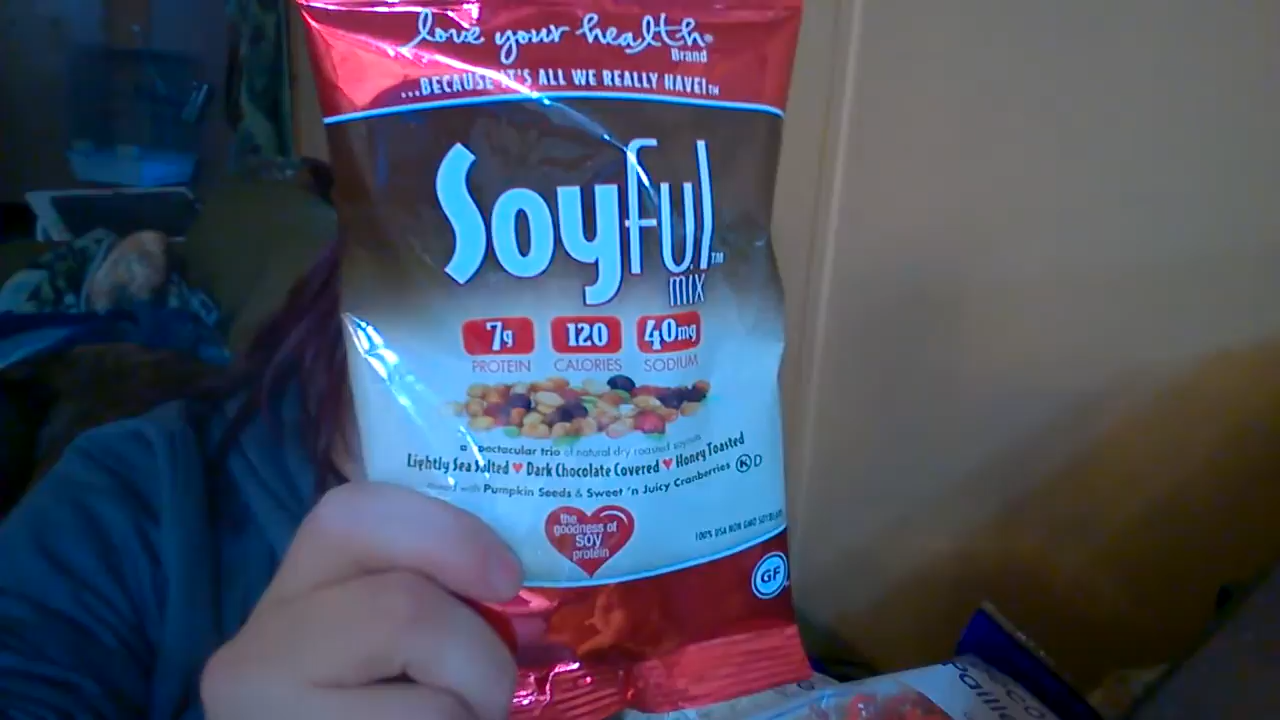 love your health®
Brand
...BECAUSE IT'S ALL WE REALLY HAVE!™
Soyful™
MIX
7g 120 40mg
PROTEIN CALORIES SODIUM
a spectacular trio of natural dry roasted soynuts
Lightly Sea Salted ♥ Dark Chocolate Covered ♥ Honey Toasted
mixed with Pumpkin Seeds & Sweet 'n Juicy Cranberries K D
the
goodness of
soy
protein
100% USA NON GMO SOYBEANS
GF